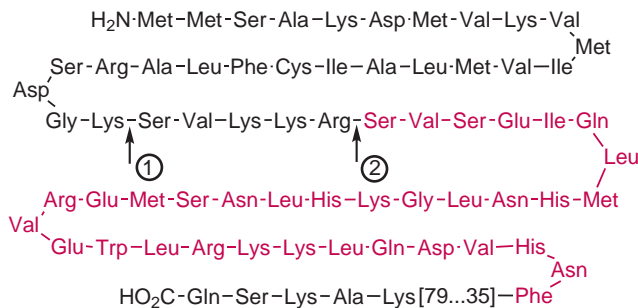 H₂N–Met–Met–Ser–Ala–Lys–Asp–Met–Val–Lys–Val
Met
Ser–Arg–Ala–Leu–Phe–Cys–Ile–Ala–Leu–Met–Val–Ile
Asp
Gly–Lys–Ser–Val–Lys–Lys–Arg–Ser–Val–Ser–Glu–Ile–Gln
1 2
Leu
Arg–Glu–Met–Ser–Asn–Leu–His–Lys–Gly–Leu–Asn–His–Met
Val
Glu–Trp–Leu–Arg–Lys–Lys–Leu–Gln–Asp–Val–His
Asn
HO₂C–Gln–Ser–Lys–Ala–Lys[79...35]–Phe